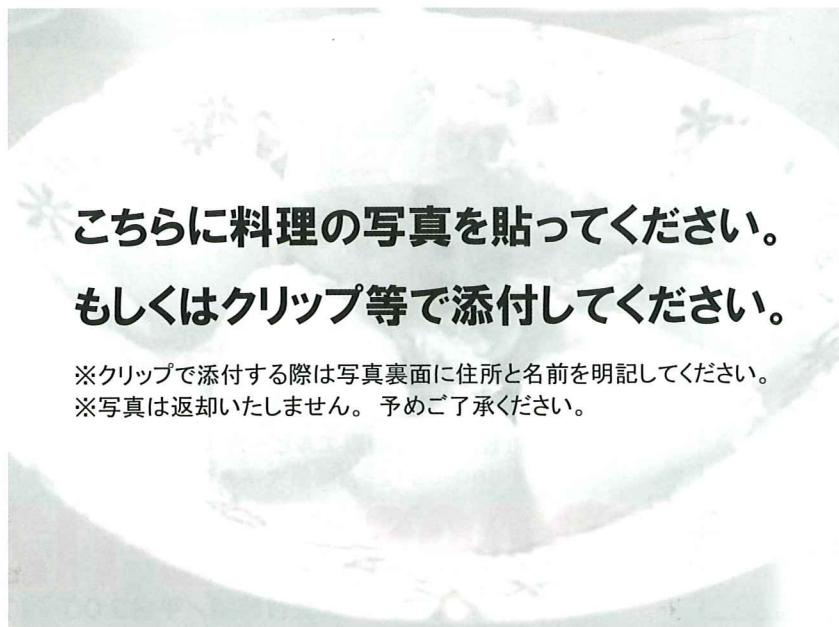 こちらに料理の写真を貼ってください。
もしくはクリップ等で添付してください。
※クリップで添付する際は写真裏面に住所と名前を明記してください。
※写真は返却いたしません。 予めご了承ください。